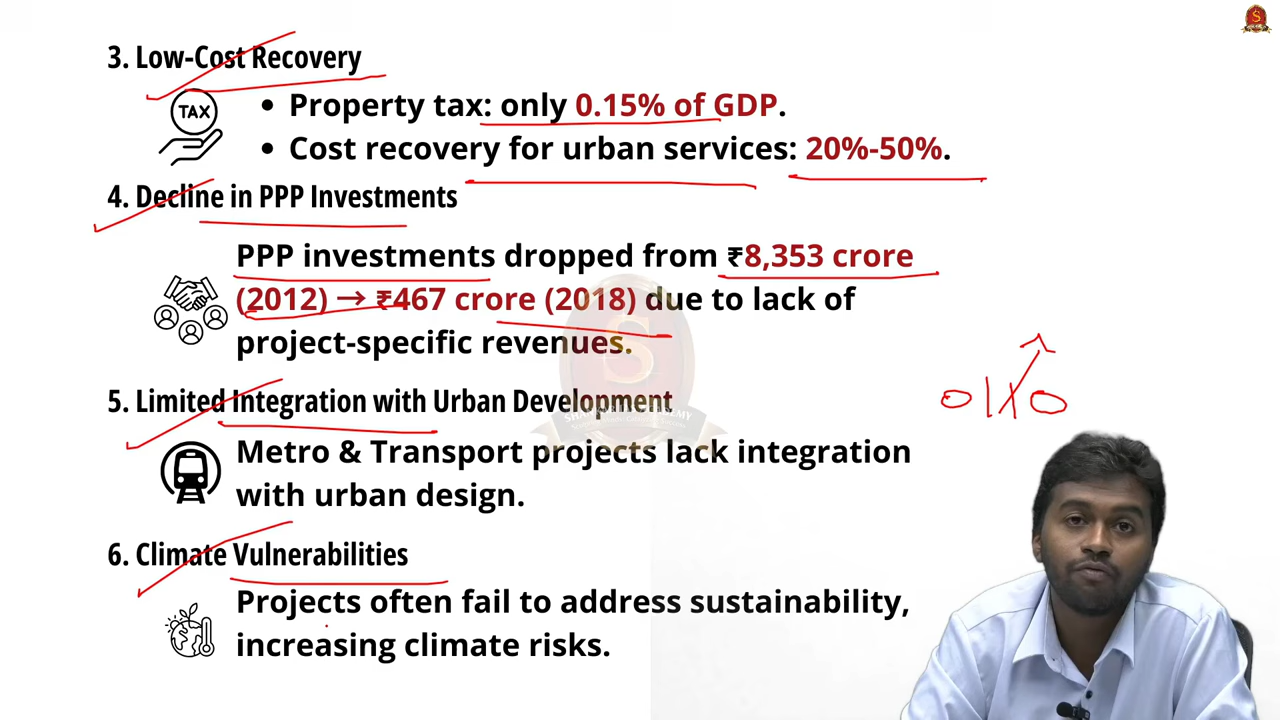 3. Low-Cost Recovery
TAX
• Property tax: only 0.15% of GDP.
• Cost recovery for urban services: 20%-50%.
4. Decline in PPP Investments
PPP investments dropped from ₹8,353 crore
(2012) → ₹467 crore (2018) due to lack of
project-specific revenues.
5. Limited Integration with Urban Development
Metro & Transport projects lack integration
with urban design.
6. Climate Vulnerabilities
Projects often fail to address sustainability,
increasing climate risks.